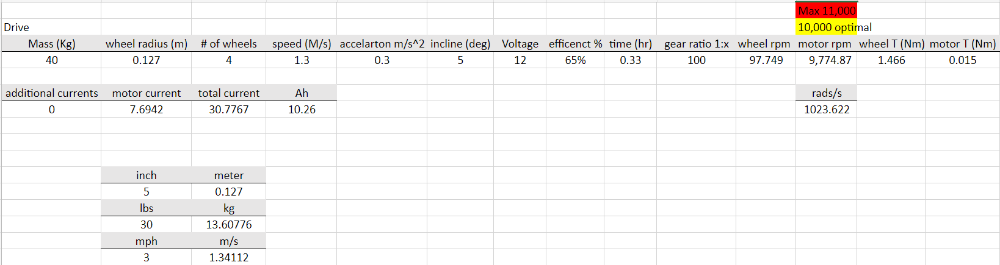 Max 11,000
Drive 10,000 optimal
Mass (Kg) wheel radius (m) # of wheels speed (M/s) accelarton m/s^2 incline (deg) Voltage efficenct % time (hr) gear ratio 1:x wheel rpm motor rpm wheel T (Nm) motor T (Nm)
40 0.127 4 1.3 0.3 5 12 65% 0.33 100 97.749 9,774.87 1.466 0.015
additional currents motor current total current Ah rads/s
0 7.6942 30.7767 10.26 1023.622
inch meter
5 0.127
lbs kg
30 13.60776
mph m/s
3 1.34112